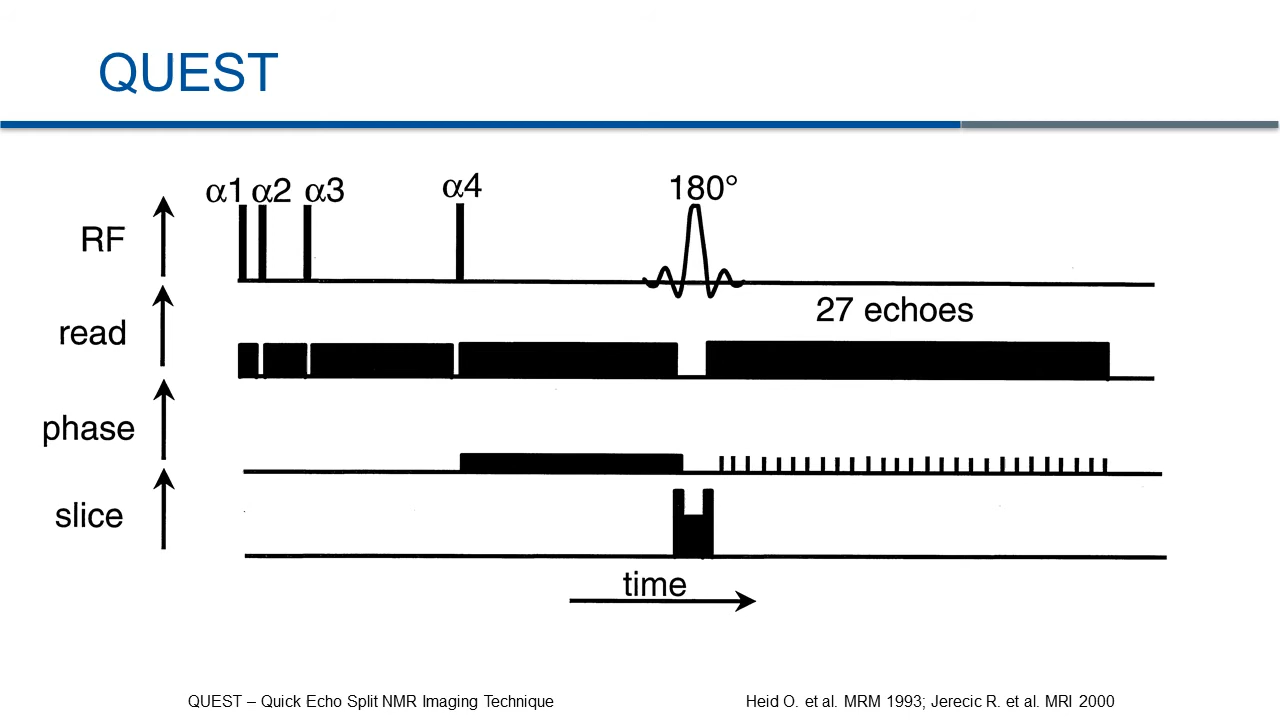 QUEST
α1 α2 α3 α4 180°
RF
27 echoes
read
phase
slice
time
QUEST – Quick Echo Split NMR Imaging Technique
Heid O. et al. MRM 1993; Jerecic R. et al. MRI 2000